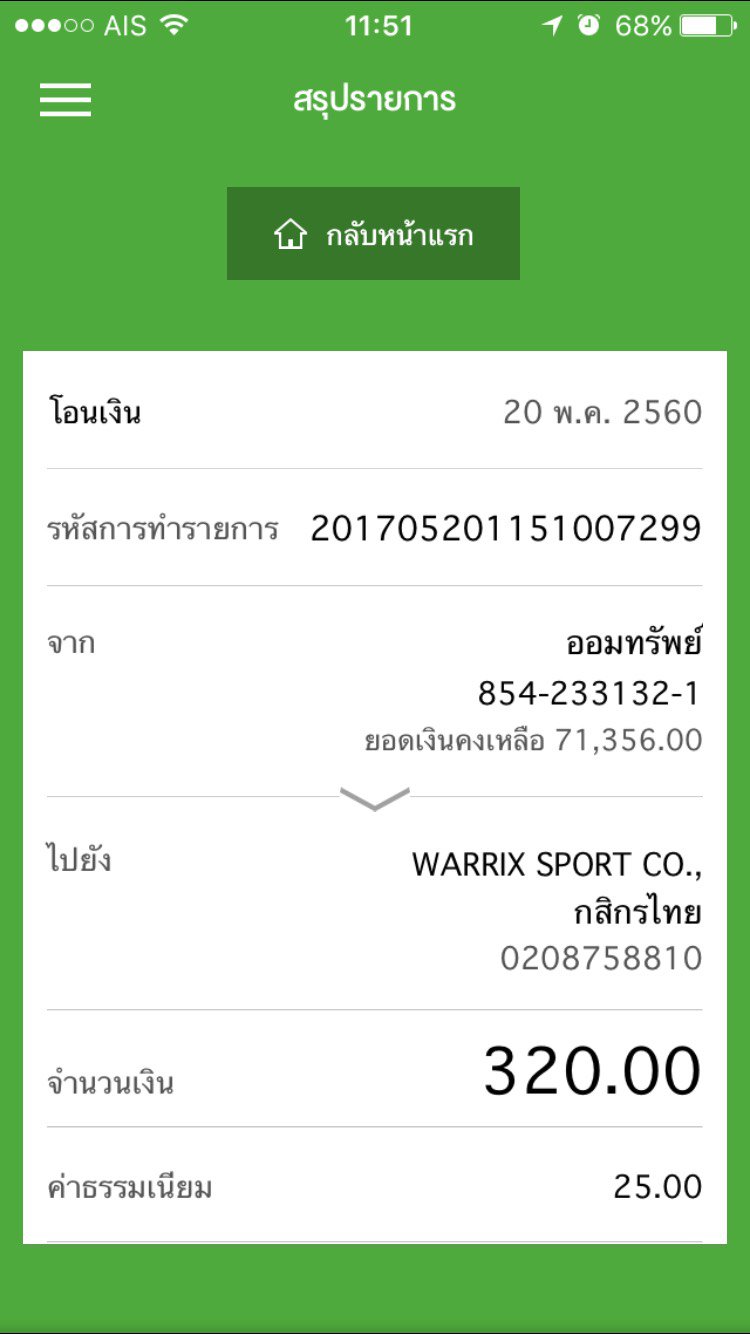 AIS 11:51 68%
สรุปรายการ
กลับหน้าแรก
โอนเงิน 20 พ.ค. 2560
รหัสการทำรายการ 201705201151007299
จาก ออมทรัพย์
854-233132-1
ยอดเงินคงเหลือ 71,356.00
ไปยัง WARRIX SPORT CO.,
กสิกรไทย
0208758810
จำนวนเงิน 320.00
ค่าธรรมเนียม 25.00